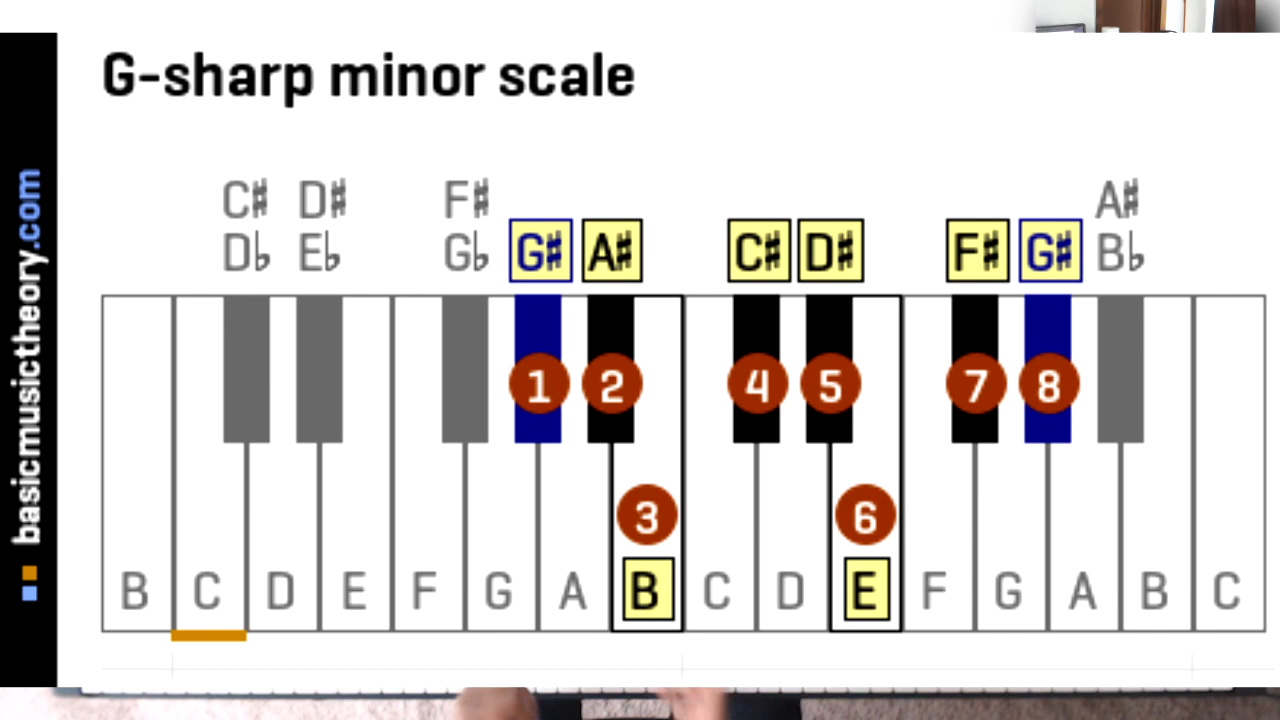 G-sharp minor scale
basicmusictheory.com
C♯ D♯ F♯ A♯
D♭ E♭ G♭ G♯ A♯ C♯ D♯ F♯ G♯ B♭
1 2 4 5 7 8
3 6
B C D E F G A B C D E F G A B C